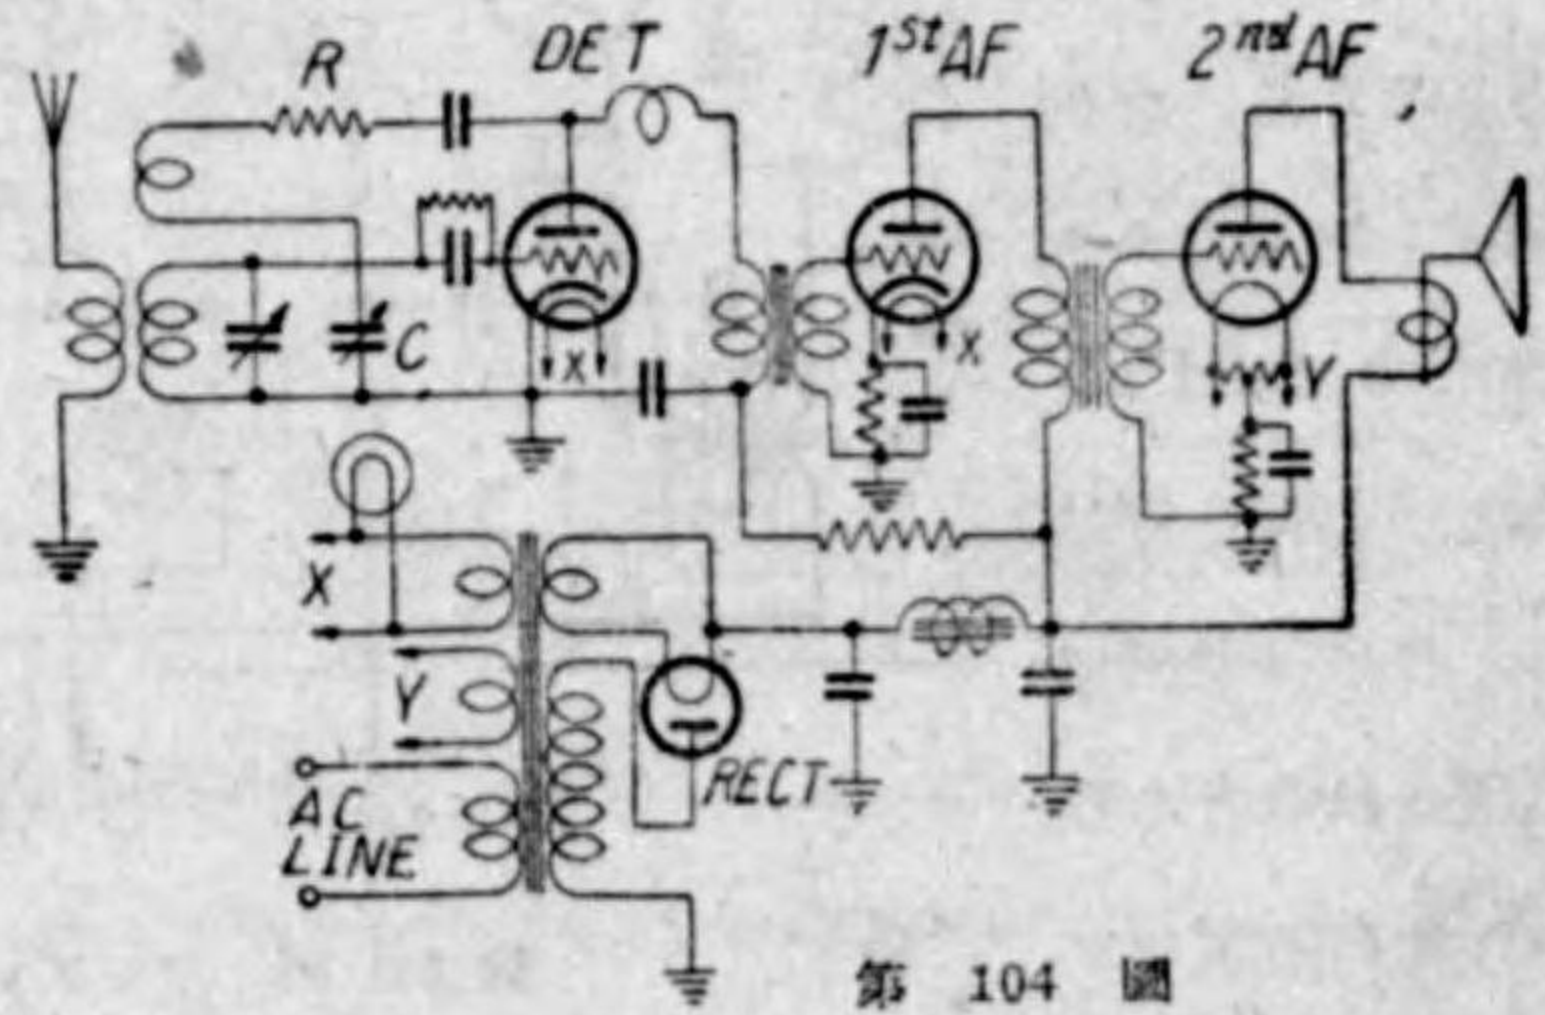 R
DET
1st AF
2nd AF
C
X
X
Y
X
Y
AC
LINE
RECT
第 104 圖